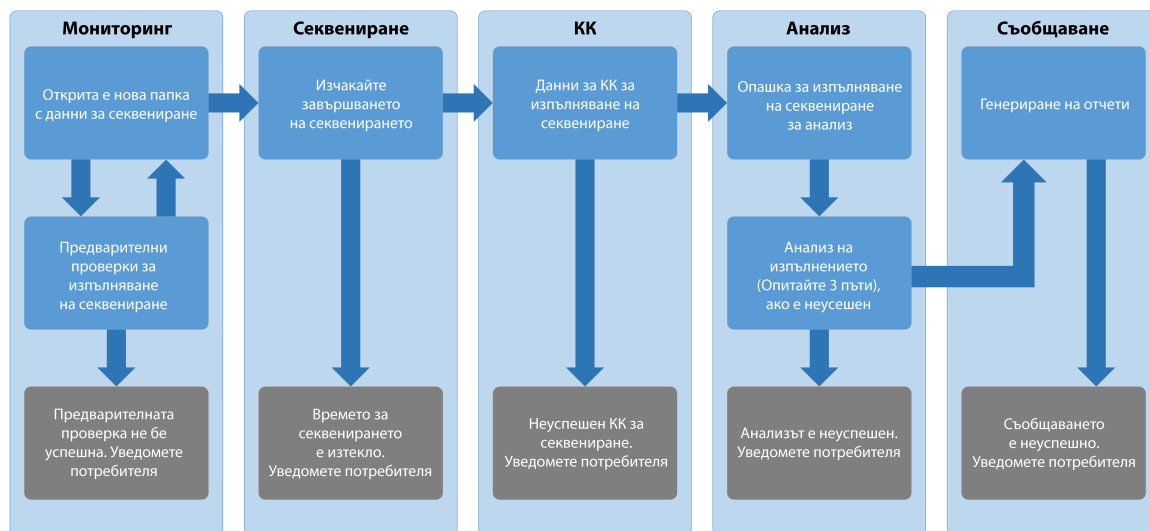 Мониторинг
Открита е нова папка
с данни за секвениране
Предварителни
проверки за
изпълняване
на секвениране
Предварителната
проверка не бе
успешна. Уведомете
потребителя
Секвениране
Изчакайте
завършването
на секвенирането
Времето за
секвенирането
е изтекло.
Уведомете потребителя
КК
Данни за КК за
изпълняване на
секвениране
Неуспешен КК за
секвениране.
Уведомете потребителя
Анализ
Опашка за изпълняване
на секвениране
за анализ
Анализ на
изпълнението
(Опитайте 3 пъти),
ако е неусешен
Анализът е неуспешен.
Уведомете потребителя
Съобщаване
Генериране на отчети
Съобщаването
е неуспешно.
Уведомете потребителя